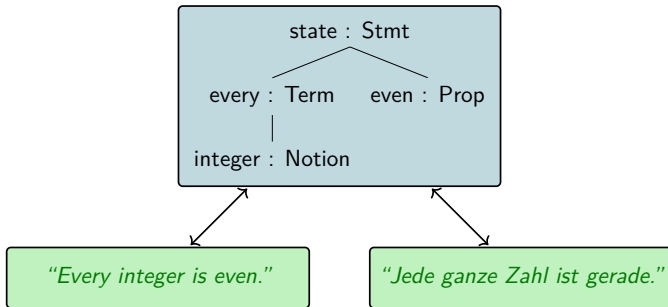 state : Stmt
every : Term even : Prop
integer : Notion
“Every integer is even.” “Jede ganze Zahl ist gerade.”